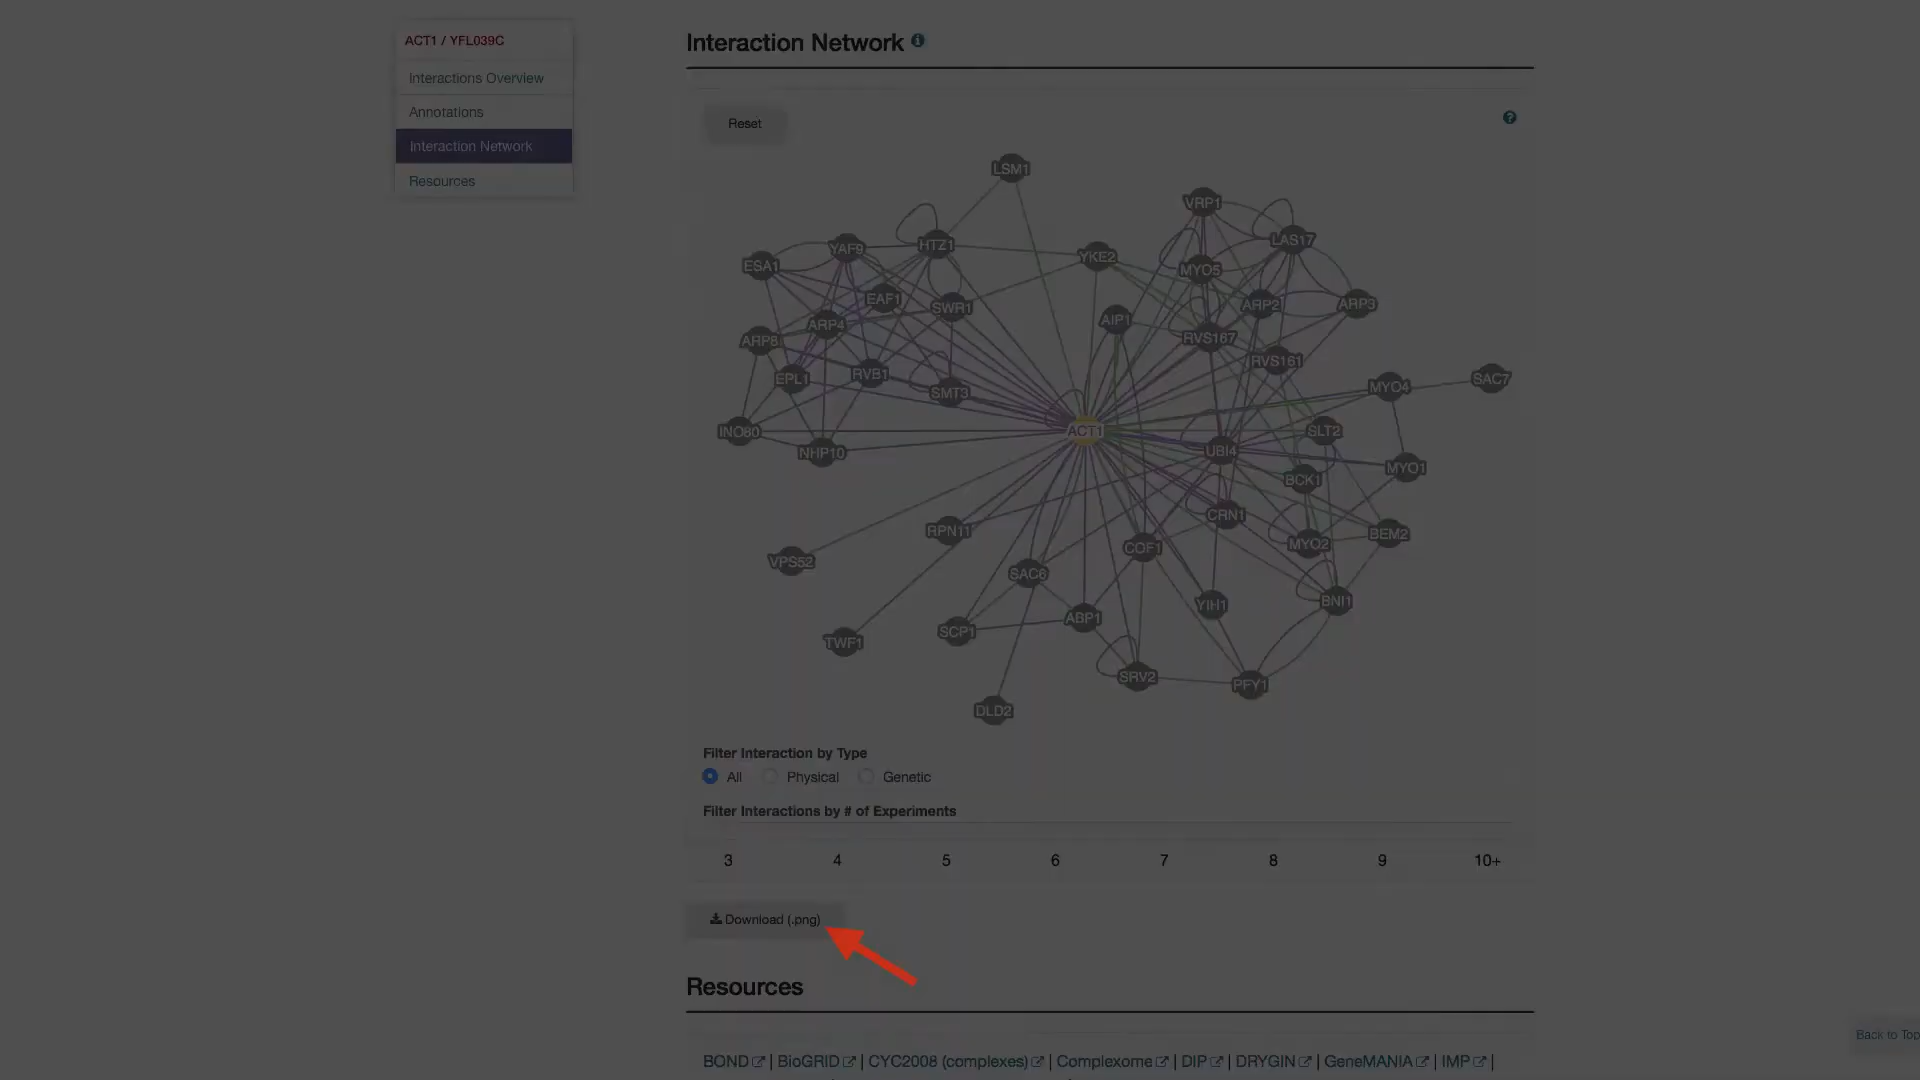 ACT1 / YFL039C
Interactions Overview
Annotations
Interaction Network
Resources
Interaction Network
Reset
LSM1
VRP1
LAS17
YAF9
HTZ1
YKE2
ESA1
MYO5
EAF1
SWR1
ARP2
ARP3
AIP1
ARP4
ARP8
RVS167
RVS161
EPL1
RVB1
SMT3
MYO4
SAC7
INO80
ACT1
SLT2
NHP10
UBI4
MYO1
BCK1
CRN1
RPN11
BEM2
MYO2
COF1
VPS52
SAC6
BNI1
YIH1
ABP1
SCP1
TWF1
SRV2
PFY1
DLD2
Filter Interaction by Type
All Physical Genetic
Filter Interactions by # of Experiments
3 4 5 6 7 8 9 10+
Download (.png)
Resources
Back to Top
BOND | BioGRID | CYC2008 (complexes) | Complexome | DIP | DRYGIN | GeneMANIA | IMP |